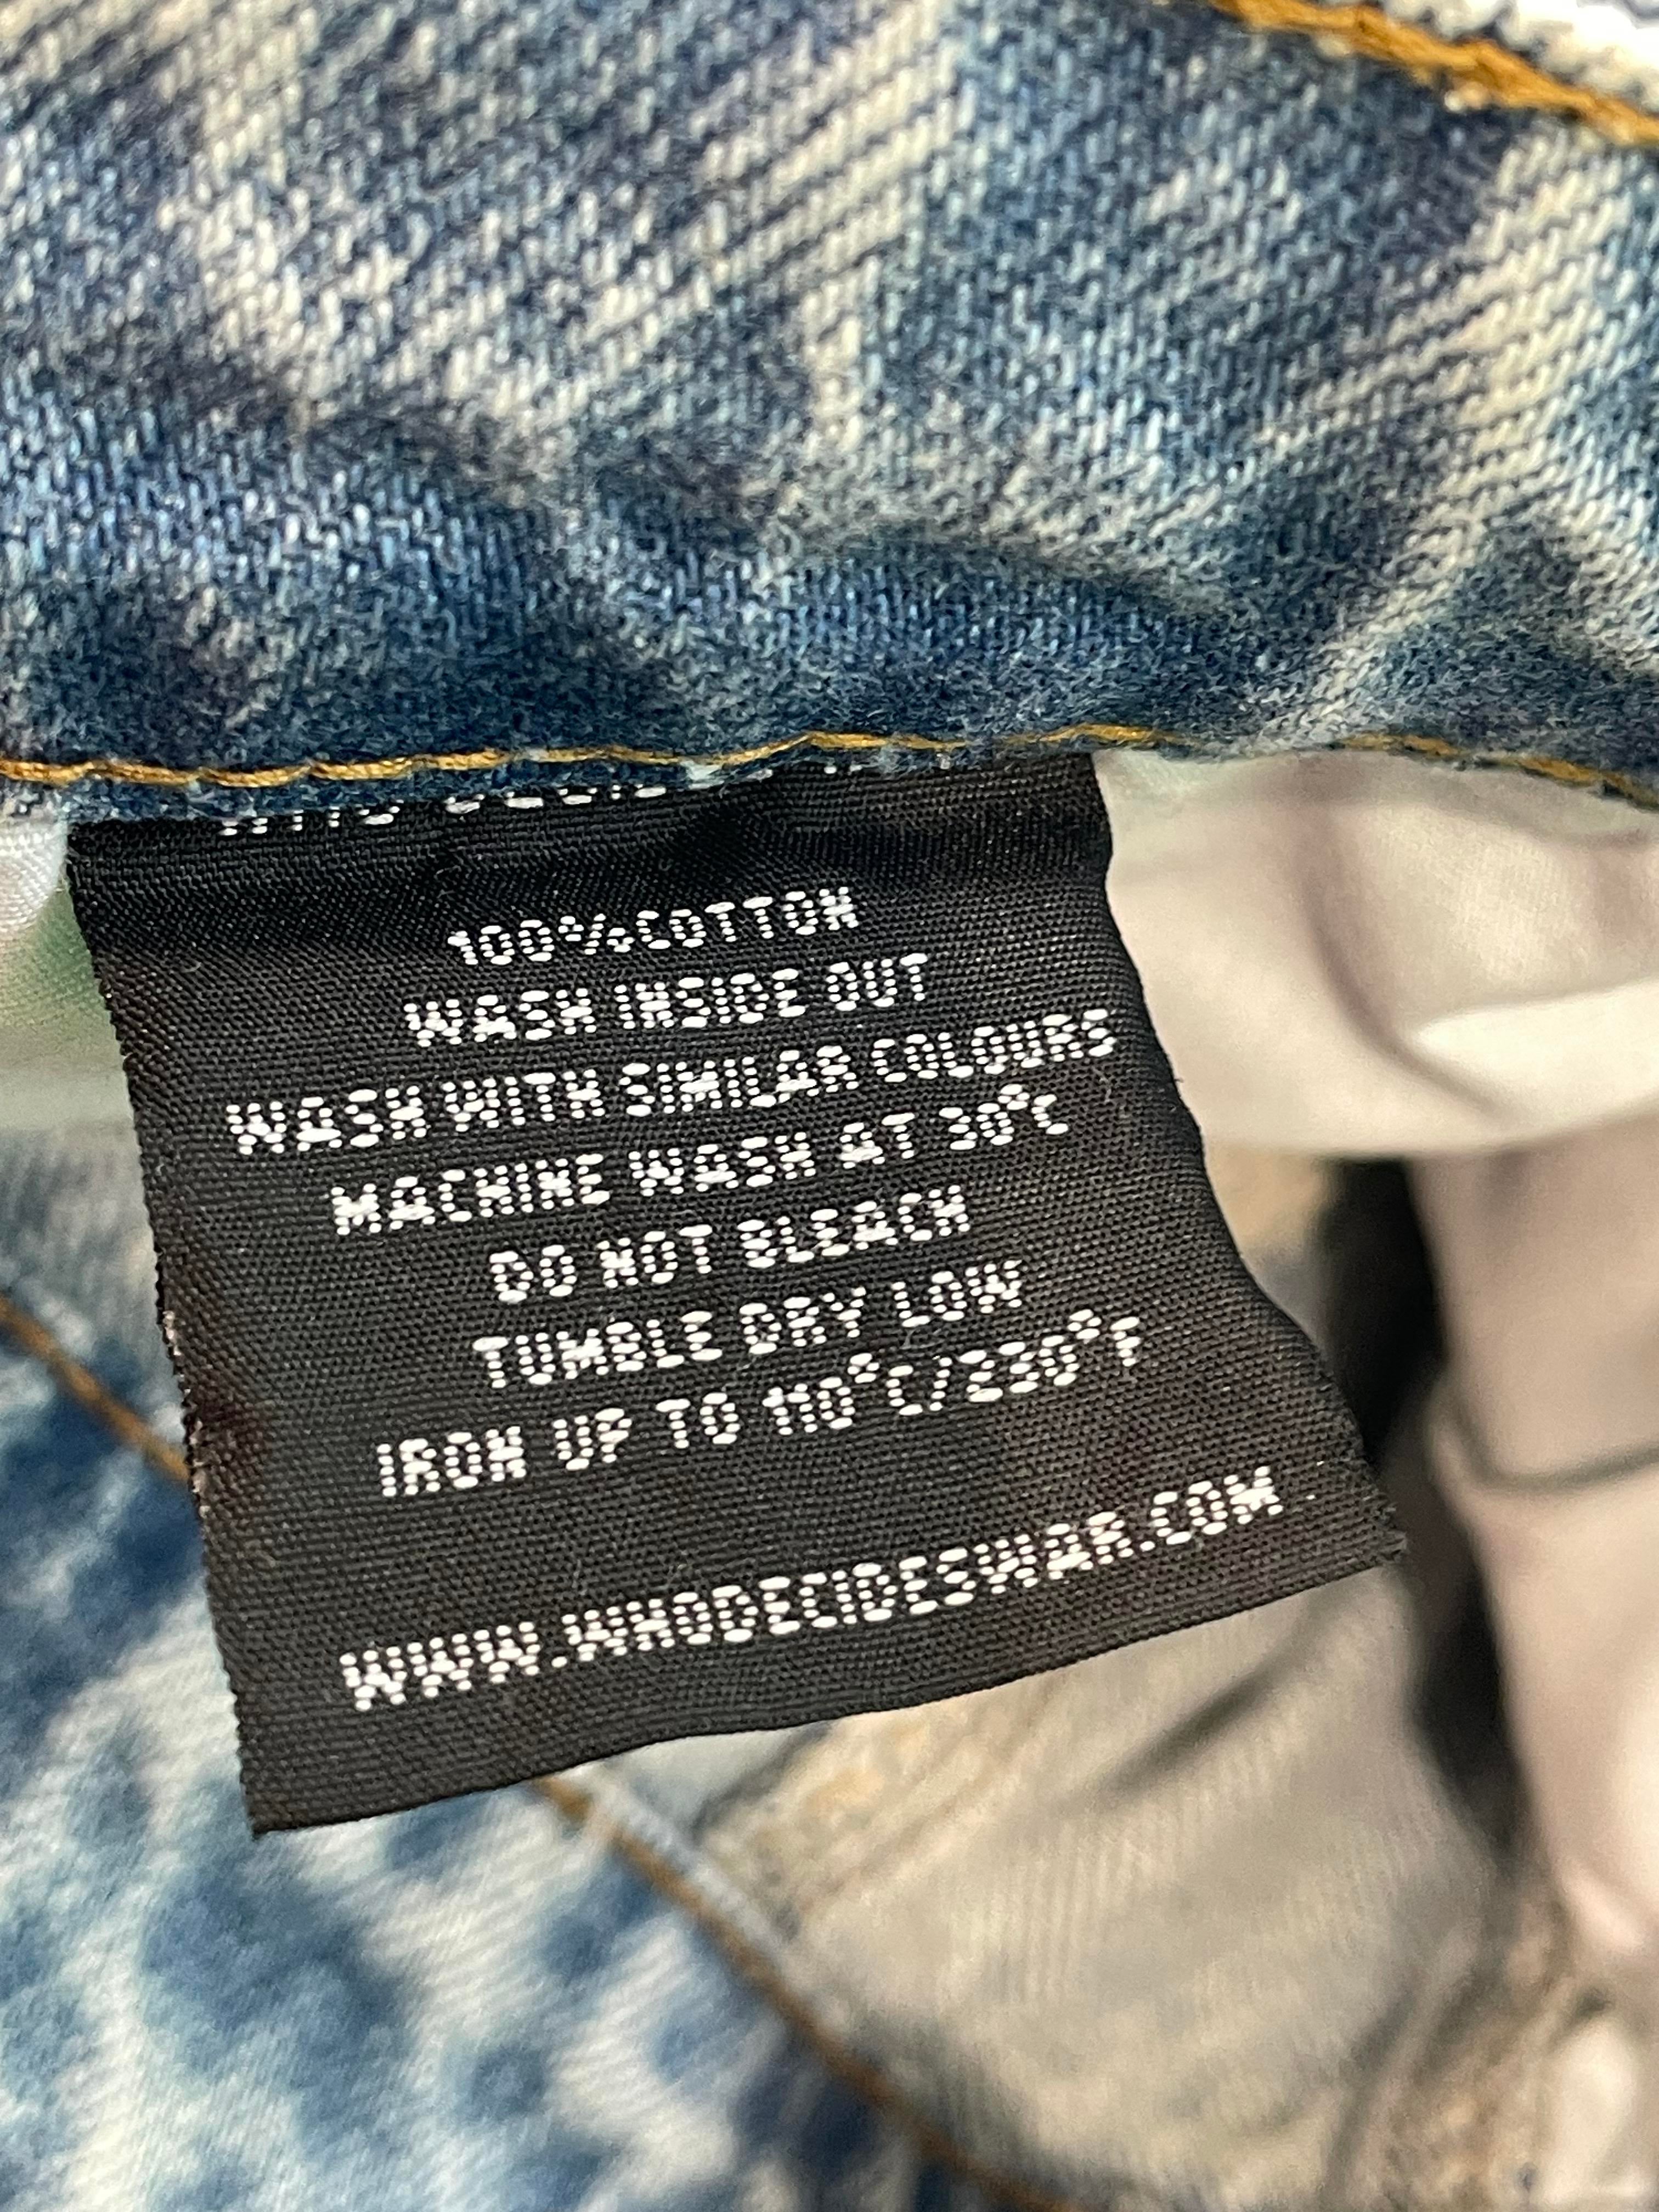 100%COTTON
WASH INSIDE OUT
WASH WITH SIMILAR COLOURS
MACHINE WASH AT 30°C
DO NOT BLEACH
TUMBLE DRY LOW
IRON UP TO 110°C/230°F
WWW.WHODECIDESWAR.COM